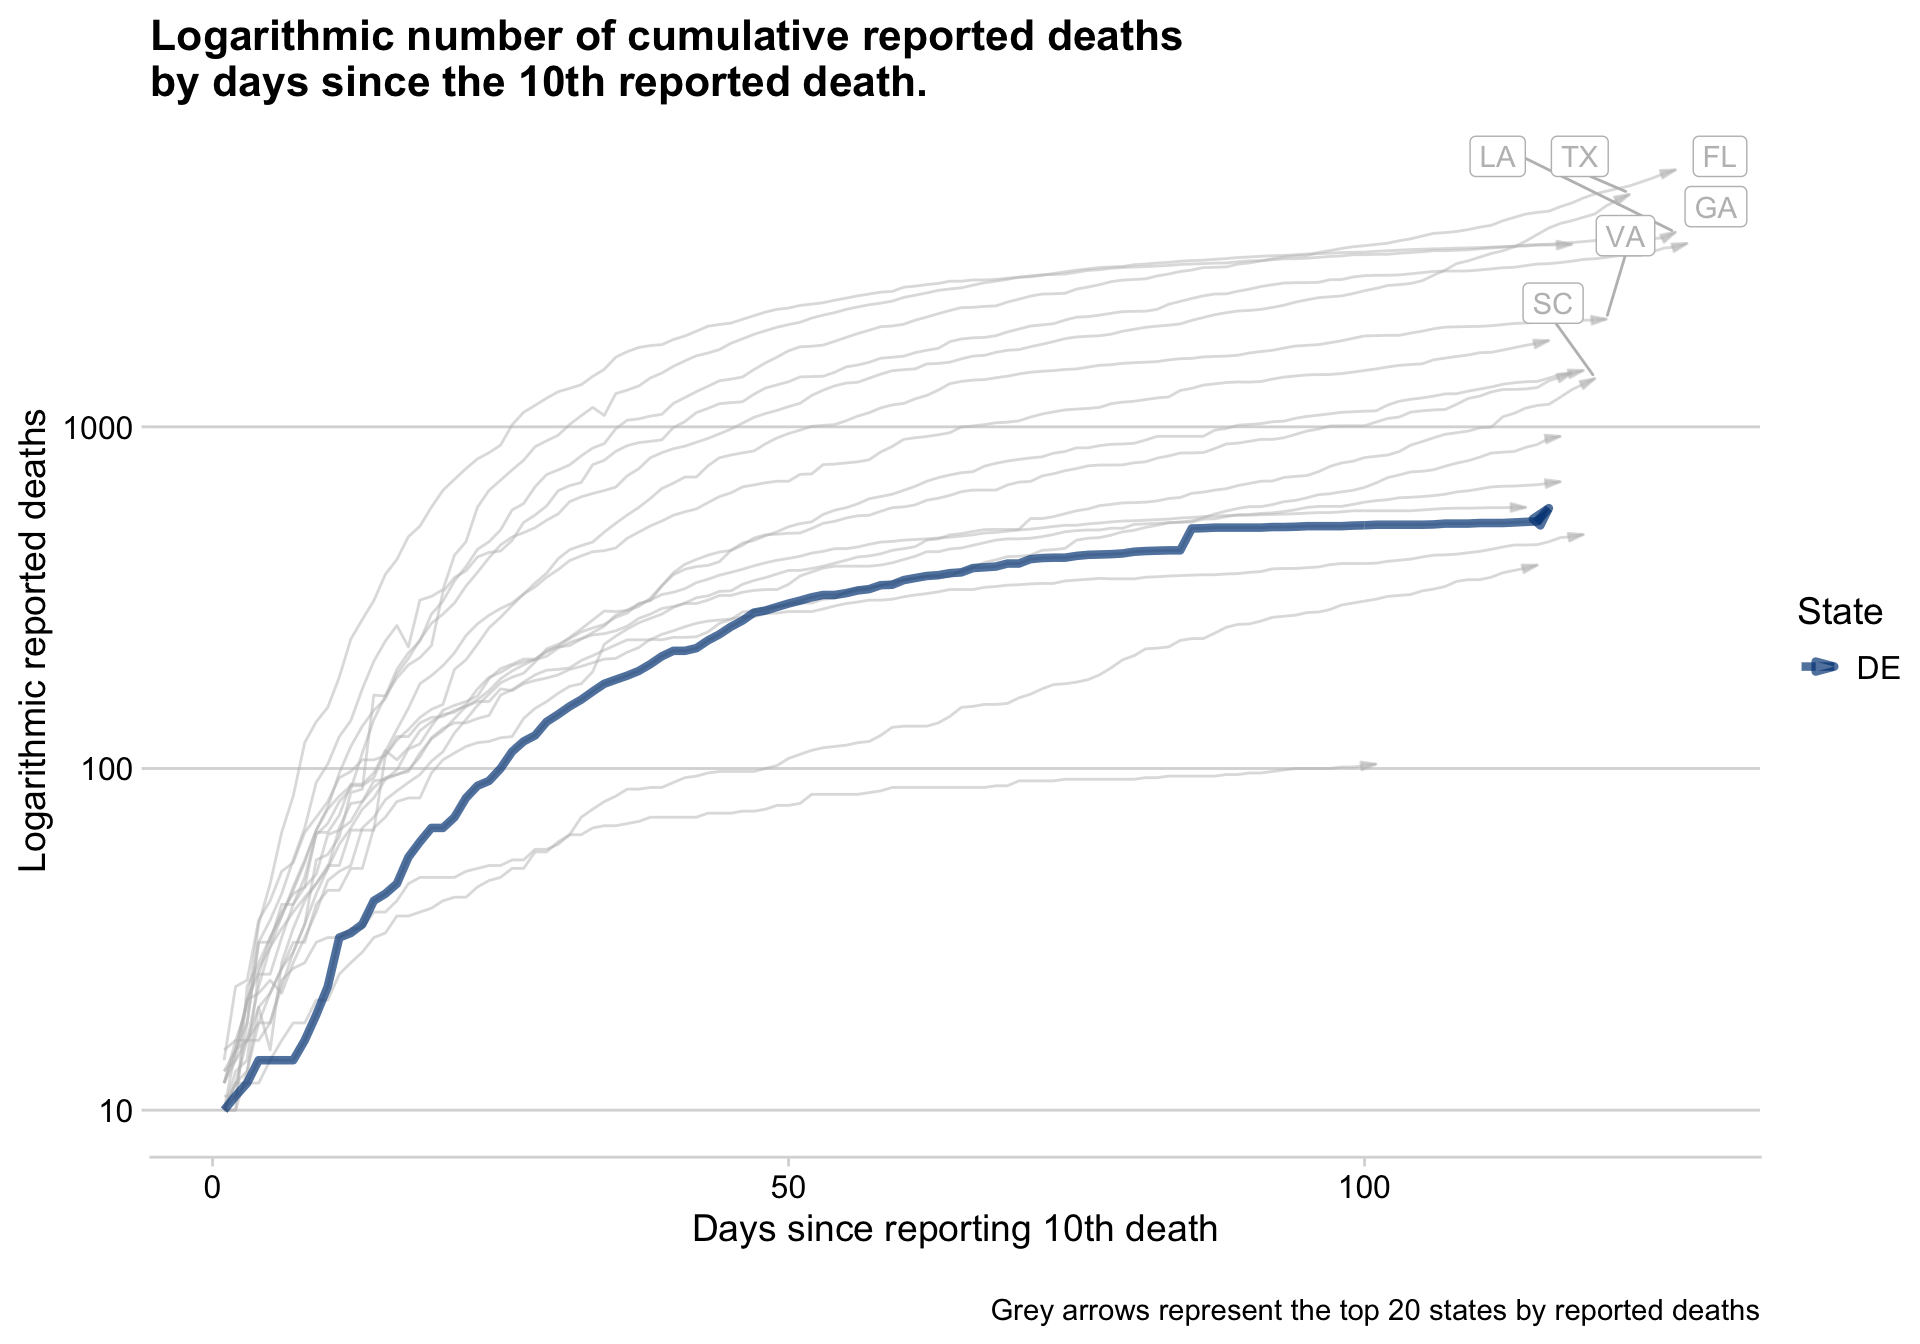 Logarithmic number of cumulative reported deaths
by days since the 10th reported death.
LA
TX
FL
GA
VA
SC
Logarithmic reported deaths
1000
100
10
0
50
100
Days since reporting 10th death
State
DE
Grey arrows represent the top 20 states by reported deaths